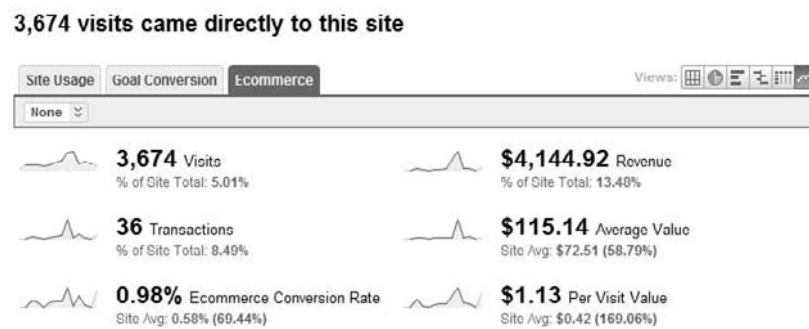 3,674 visits came directly to this site
Site Usage Goal Conversion Ecommerce Views:
None
3,674 Visits
% of Site Total: 5.01%
$4,144.92 Revenue
% of Site Total: 13.48%
36 Transactions
% of Site Total: 8.49%
$115.14 Average Value
Site Avg: $72.51 (58.79%)
0.98% Ecommerce Conversion Rate
Site Avg: 0.58% (69.44%)
$1.13 Per Visit Value
Site Avg: $0.42 (169.06%)